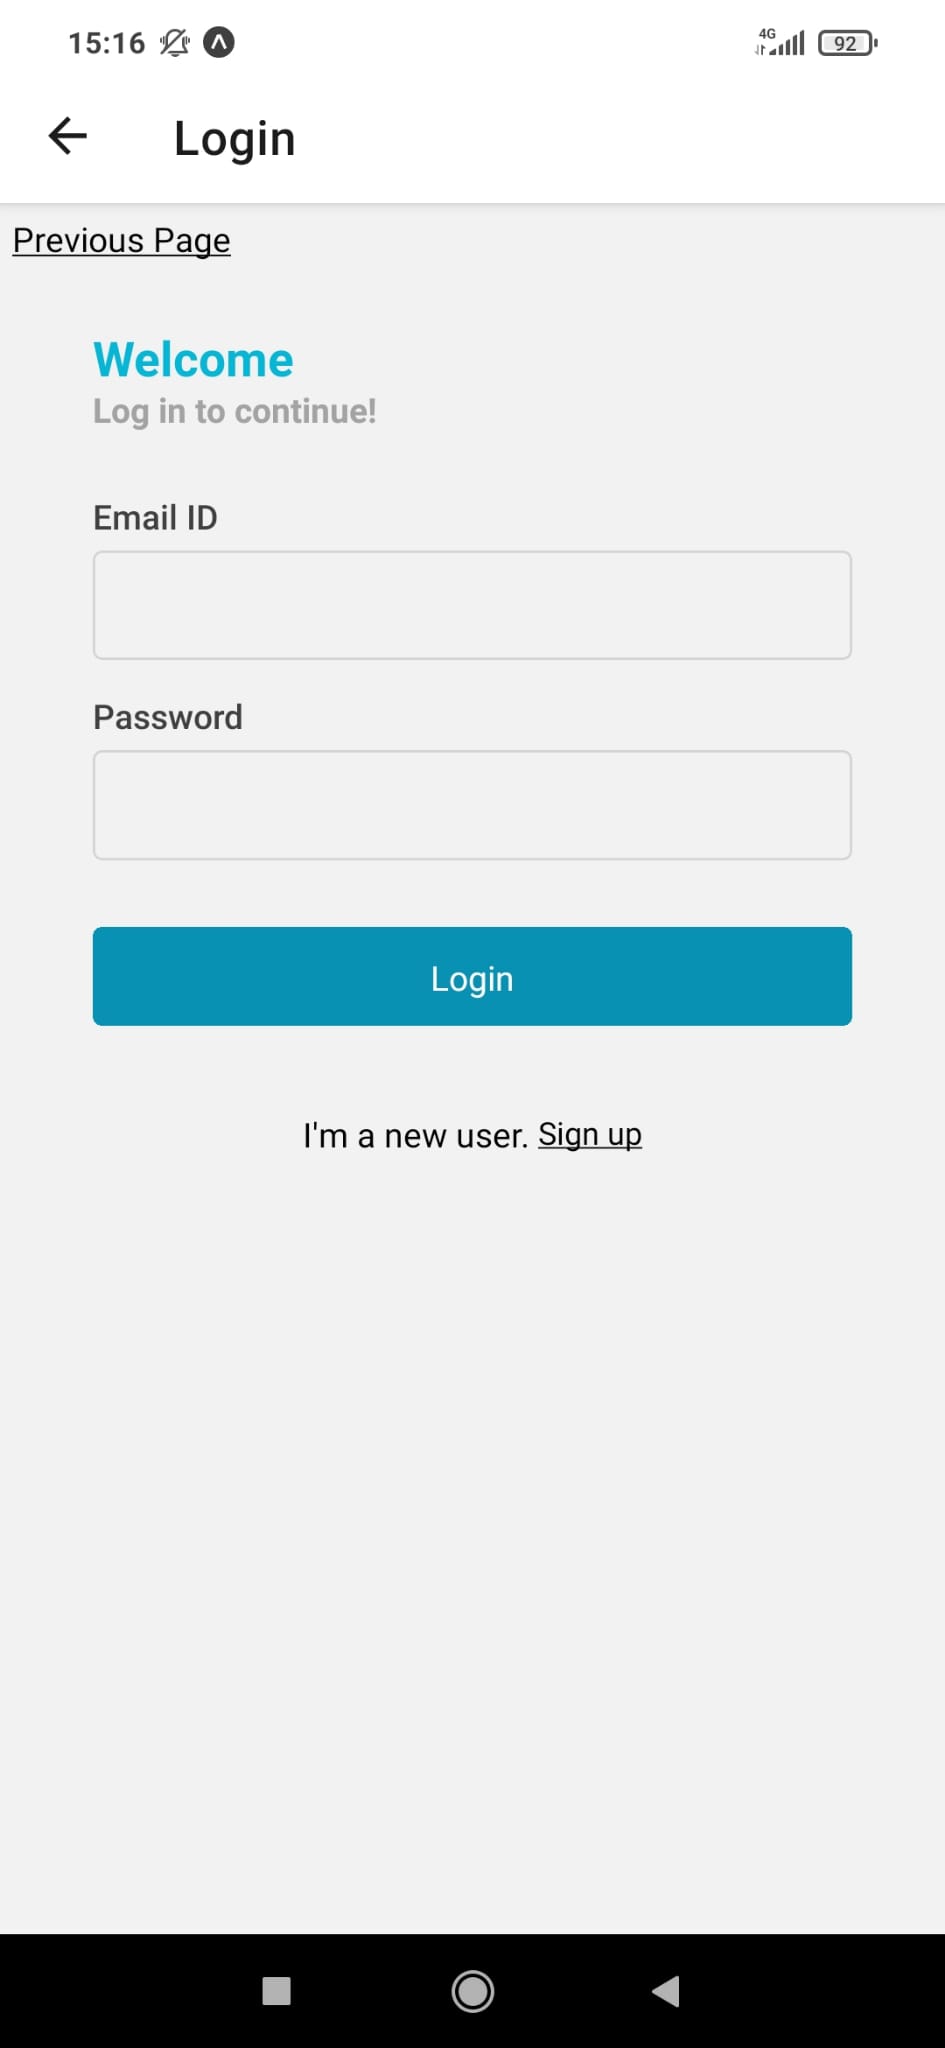 15:16
4G
92
Login
Previous Page
Welcome
Log in to continue!
Email ID
Password
Login
I'm a new user. Sign up